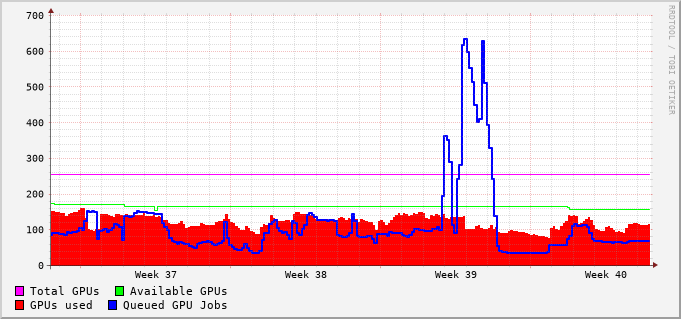 700
600
500
400
300
200
100
0
Week 37 Week 38 Week 39 Week 40
Total GPUs Available GPUs
GPUs used Queued GPU Jobs
RRDTOOL / TOBI OETIKER